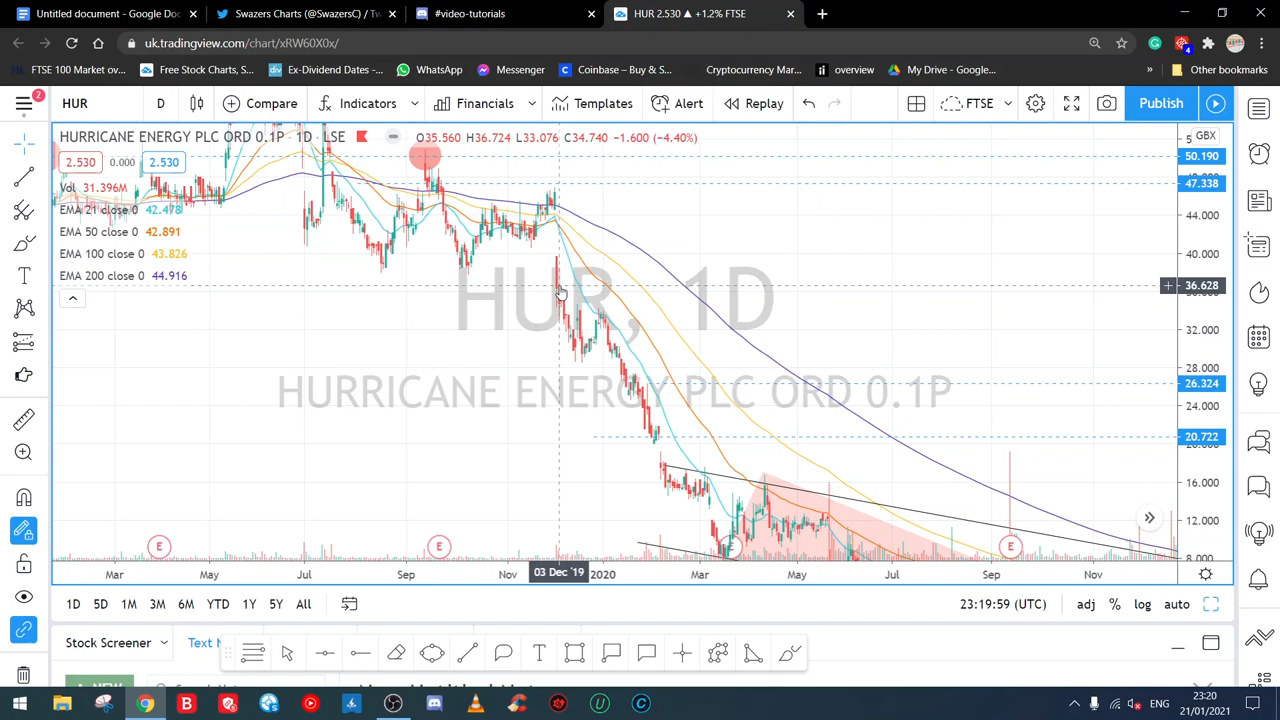 Untitled document - Google Doc
Swazers Charts (@SwazersC) / Tw
#video-tutorials
HUR 2.530 ▲ +1.2% FTSE
uk.tradingview.com/chart/xRW60X0x/
4
FTSE 100 Market ov...
Free Stock Charts, S...
Ex-Dividend Dates -...
WhatsApp
Messenger
Coinbase – Buy & S...
Cryptocurrency Mar...
overview
My Drive - Google...
»
Other bookmarks
2
HUR
D
Compare
Indicators
Financials
Templates
Alert
Replay
FTSE
Publish
HURRICANE ENERGY PLC ORD 0.1P · 1D · LSE
O35.560 H36.724 L33.076 C34.740 −1.600 (−4.40%)
GBX
2.530 0.000 2.530
50.190
Vol 31.396M
47.338
EMA 21 close 0 42.478
44.000
EMA 50 close 0 42.891
EMA 100 close 0 43.826
40.000
EMA 200 close 0 44.916
36.628
HUR, 1D
32.000
28.000
HURRICANE ENERGY PLC ORD 0.1P
26.324
24.000
20.722
16.000
12.000
8.000
E
E
E
E
Mar
May
Jul
Sep
Nov
03 Dec '19
2020
Mar
May
Jul
Sep
Nov
1D 5D 1M 3M 6M YTD 1Y 5Y All
23:19:59 (UTC)
adj % log auto
Stock Screener
Text N
23:20
ENG
21/01/2021